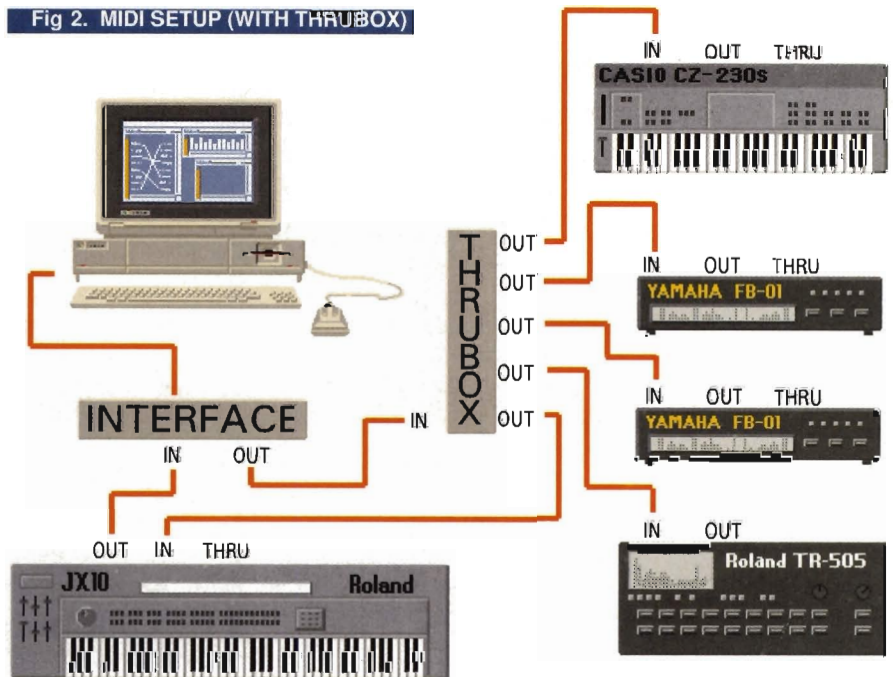 Fig 2. MIDI SETUP (WITH THRUBOX)
IN OUT THRU
CASIO CZ-230s
THRUBOX
OUT
OUT
OUT
OUT
OUT
IN
IN OUT THRU
YAMAHA FB-01
IN OUT THRU
YAMAHA FB-01
INTERFACE
IN OUT
OUT IN THRU
JX10 Roland
IN OUT
Roland TR-505